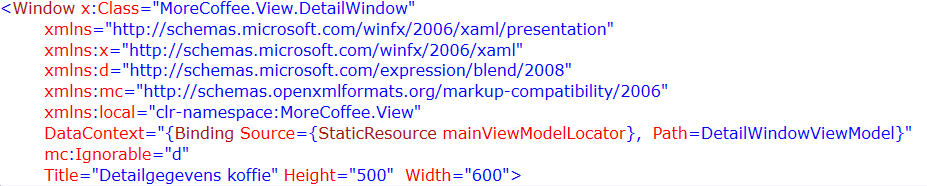 <Window x:Class="MoreCoffee.View.DetailWindow"
xmlns="http://schemas.microsoft.com/winfx/2006/xaml/presentation"
xmlns:x="http://schemas.microsoft.com/winfx/2006/xaml"
xmlns:d="http://schemas.microsoft.com/expression/blend/2008"
xmlns:mc="http://schemas.openxmlformats.org/markup-compatibility/2006"
xmlns:local="clr-namespace:MoreCoffee.View"
DataContext="{Binding Source={StaticResource mainViewModelLocator}, Path=DetailWindowViewModel}"
mc:Ignorable="d"
Title="Detailgegevens koffie" Height="500" Width="600">